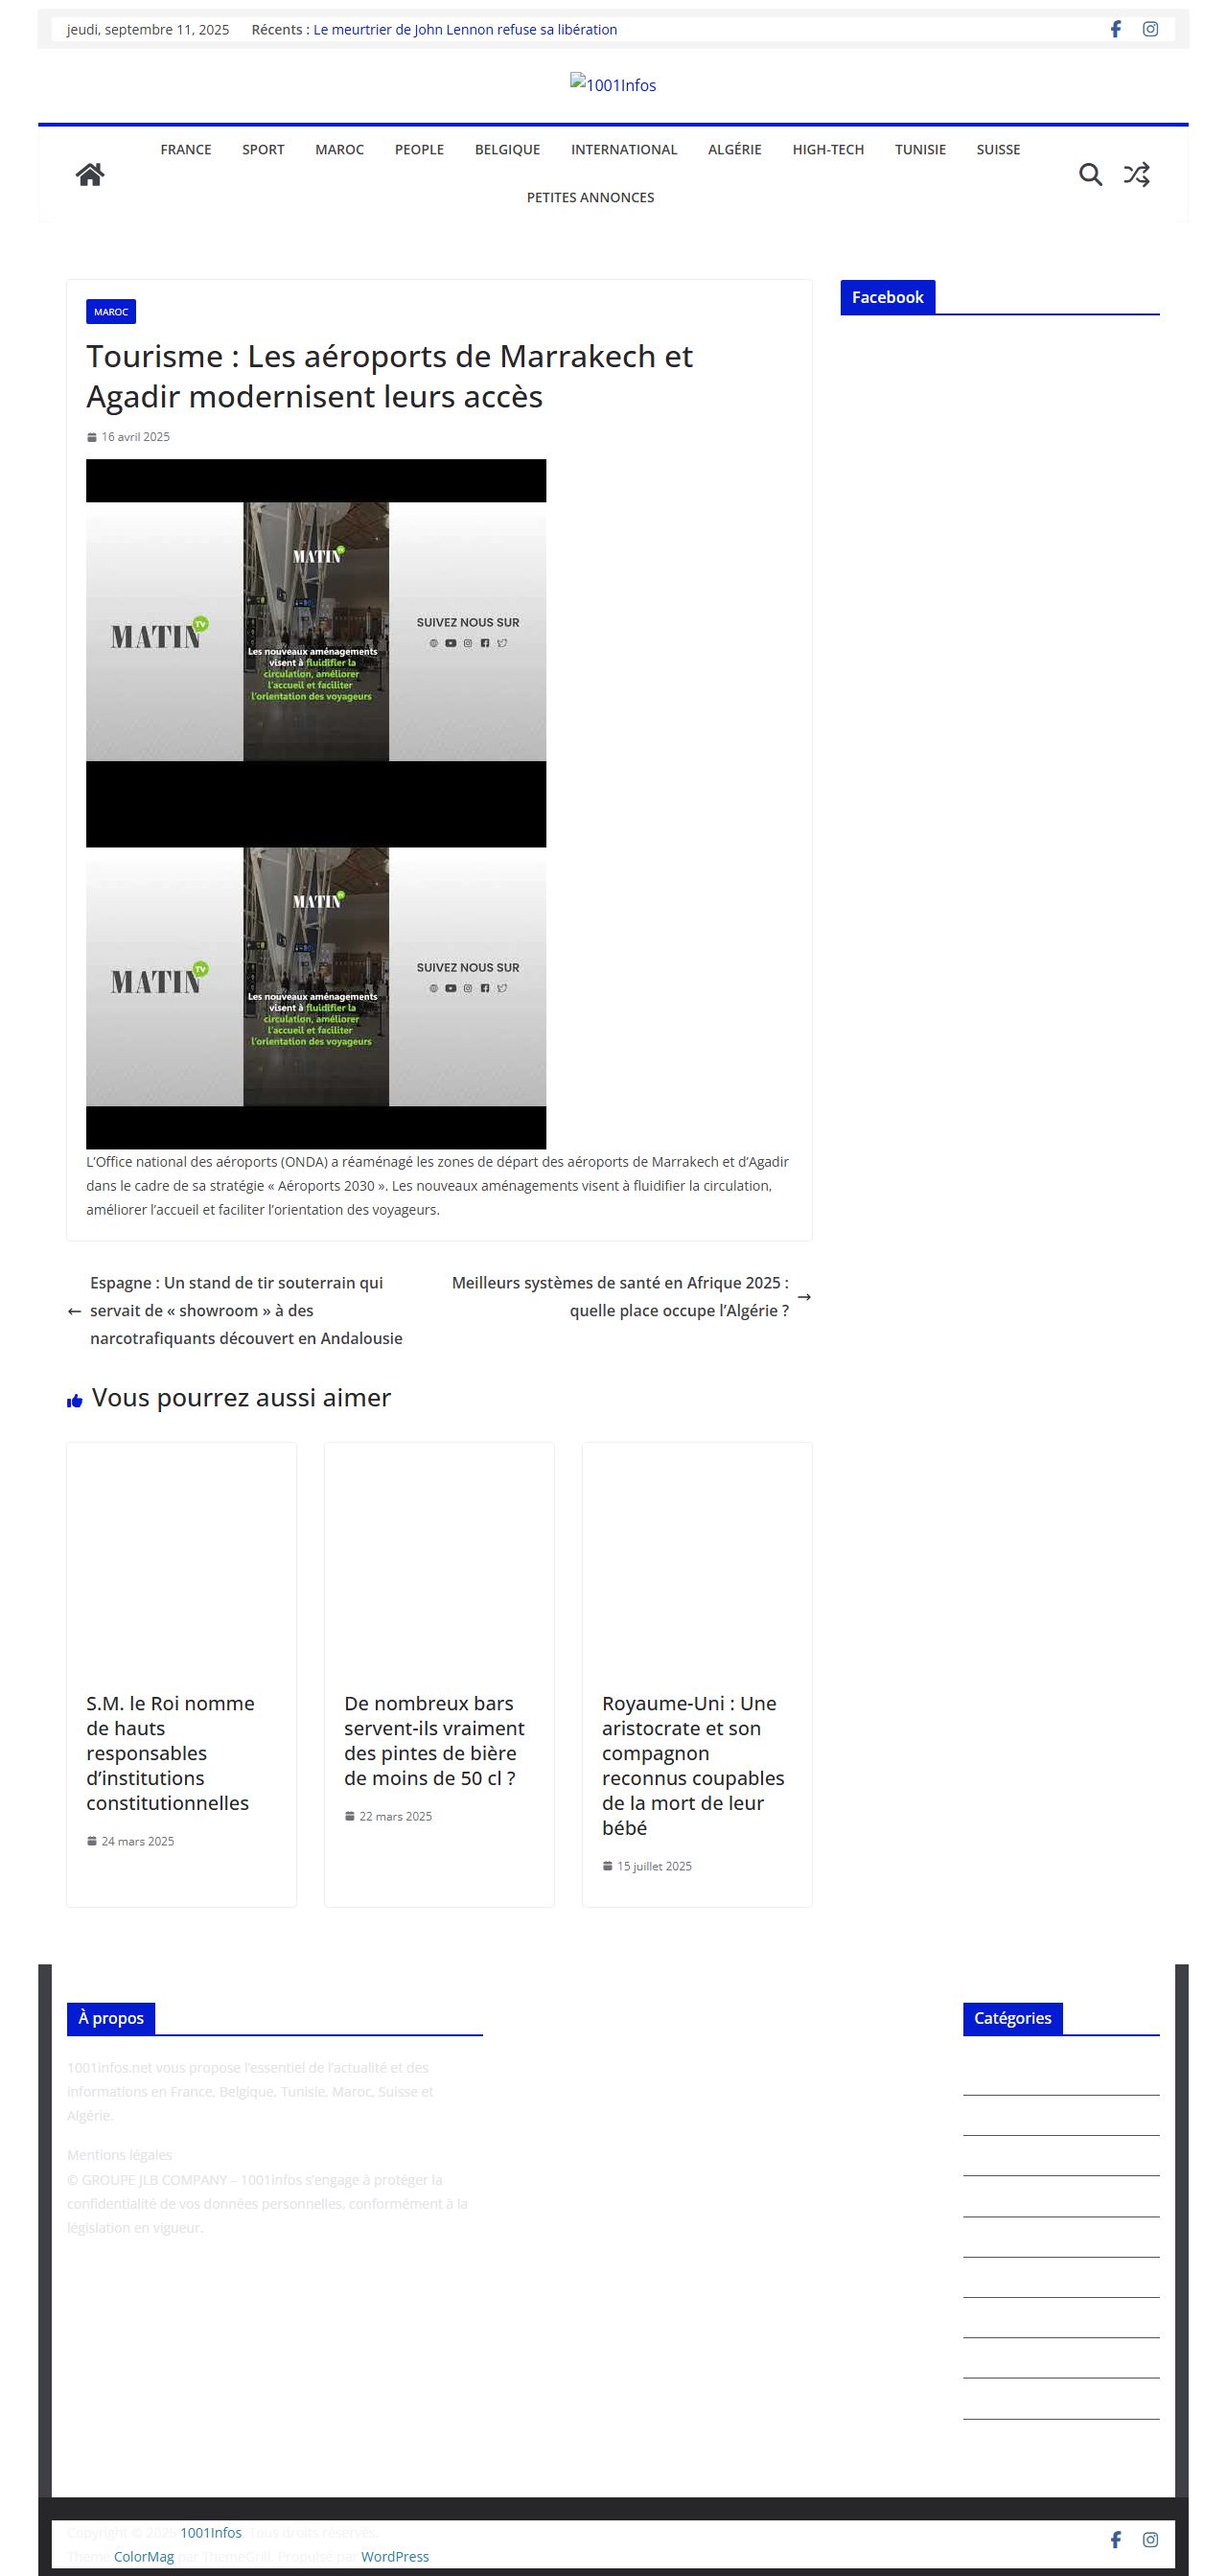 jeudi, septembre 11, 2025 Récents : Le meurtrier de John Lennon refuse sa libération
1001Infos
FRANCE SPORT MAROC PEOPLE BELGIQUE INTERNATIONAL ALGÉRIE HIGH-TECH TUNISIE SUISSE
PETITES ANNONCES
MAROC
Tourisme : Les aéroports de Marrakech et
Agadir modernisent leurs accès
16 avril 2025
MATIN TV
MATIN
SUIVEZ NOUS SUR
Les nouveaux aménagements
visent à fluidifier la
circulation, améliorer
l'accueil et faciliter
l'orientation des voyageurs
MATIN TV
MATIN
SUIVEZ NOUS SUR
Les nouveaux aménagements
visent à fluidifier la
circulation, améliorer
l'accueil et faciliter
l'orientation des voyageurs
L'Office national des aéroports (ONDA) a réaménagé les zones de départ des aéroports de Marrakech et d'Agadir
dans le cadre de sa stratégie « Aéroports 2030 ». Les nouveaux aménagements visent à fluidifier la circulation,
améliorer l'accueil et faciliter l'orientation des voyageurs.
← Espagne : Un stand de tir souterrain qui
servait de « showroom » à des
narcotrafiquants découvert en Andalousie
Meilleurs systèmes de santé en Afrique 2025 :
quelle place occupe l'Algérie ? →
Vous pourrez aussi aimer
S.M. le Roi nomme
de hauts
responsables
d'institutions
constitutionnelles
24 mars 2025
De nombreux bars
servent-ils vraiment
des pintes de bière
de moins de 50 cl ?
22 mars 2025
Royaume-Uni : Une
aristocrate et son
compagnon
reconnus coupables
de la mort de leur
bébé
15 juillet 2025
Facebook
À propos
1001infos.net vous propose l'essentiel de l'actualité et des
informations en France, Belgique, Tunisie, Maroc, Suisse et
Algérie.
Mentions légales
© GROUPE JLB COMPANY – 1001infos s'engage à protéger la
confidentialité de vos données personnelles, conformément à la
législation en vigueur.
Catégories
Copyright © 2025 1001Infos. Tous droits réservés.
Theme ColorMag par ThemeGrill. Propulsé par WordPress.